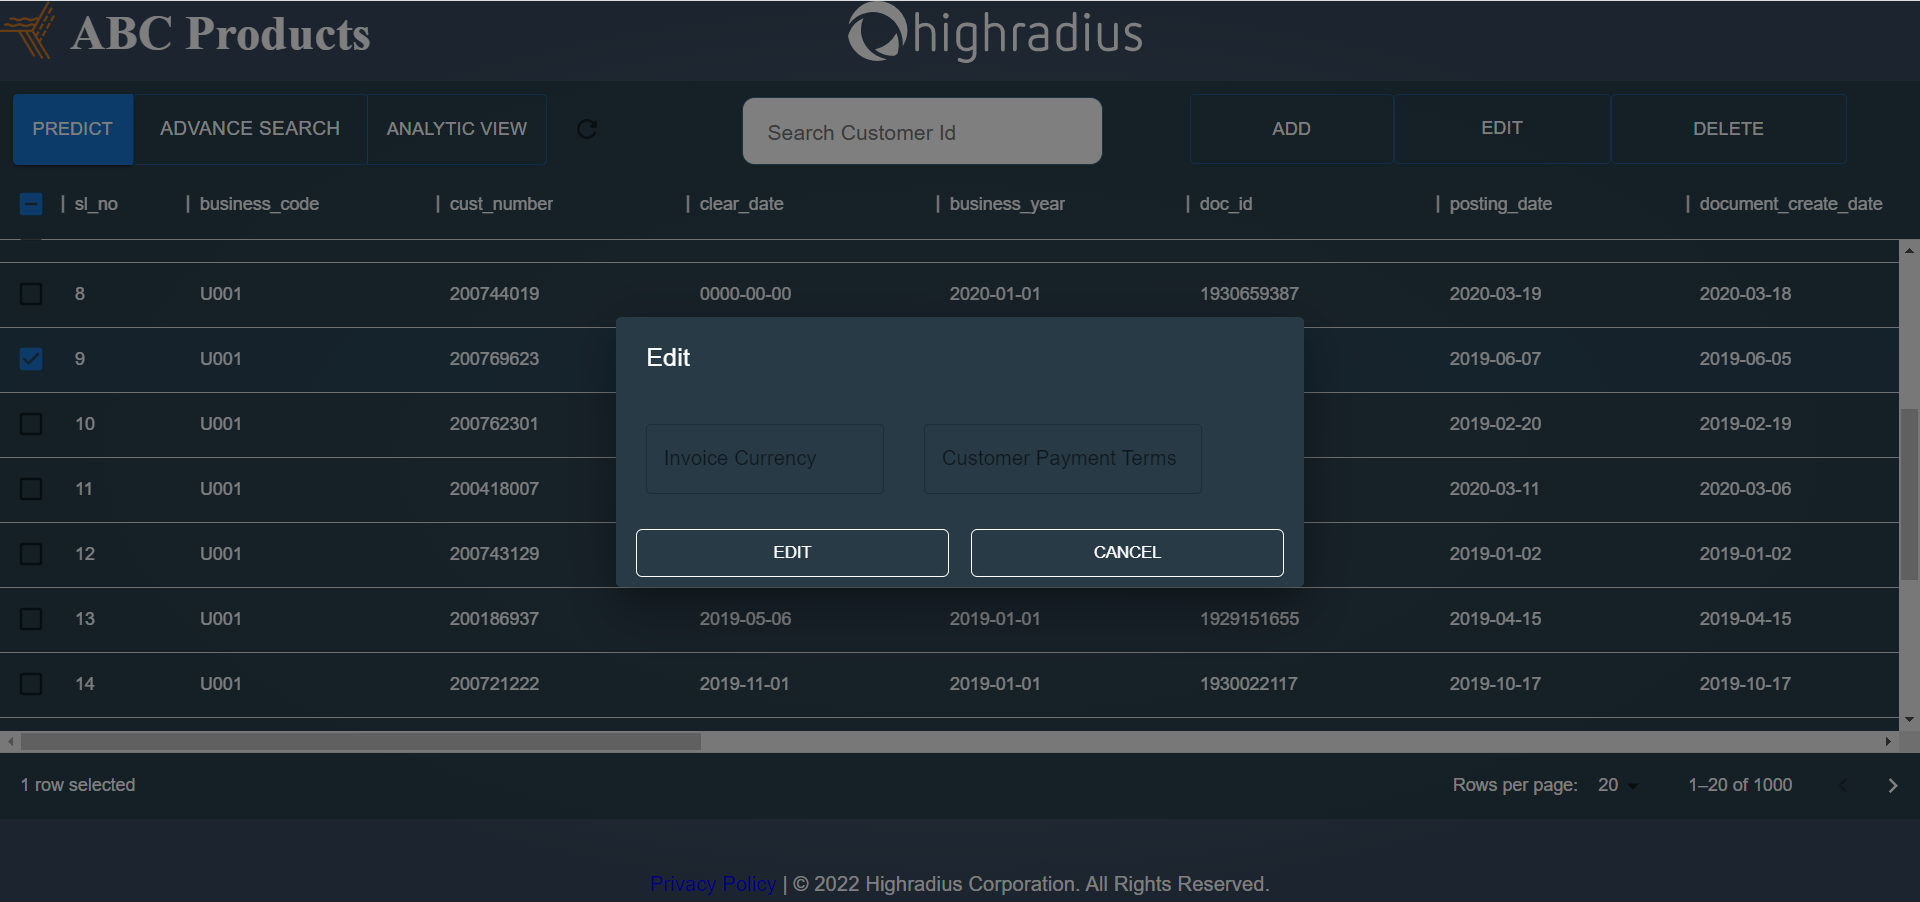 ABC Products
highradius
PREDICT ADVANCE SEARCH ANALYTIC VIEW Search Customer Id ADD EDIT DELETE
sl_no business_code cust_number clear_date business_year doc_id posting_date document_create_date
8 U001 200744019 0000-00-00 2020-01-01 1930659387 2020-03-19 2020-03-18
9 U001 200769623 2019-06-07 2019-06-05
10 U001 200762301 2019-02-20 2019-02-19
11 U001 200418007 2020-03-11 2020-03-06
12 U001 200743129 2019-01-02 2019-01-02
13 U001 200186937 2019-05-06 2019-01-01 1929151655 2019-04-15 2019-04-15
14 U001 200721222 2019-11-01 2019-01-01 1930022117 2019-10-17 2019-10-17
Edit
Invoice Currency Customer Payment Terms
EDIT CANCEL
1 row selected Rows per page: 20 1–20 of 1000
Privacy Policy | © 2022 Highradius Corporation. All Rights Reserved.